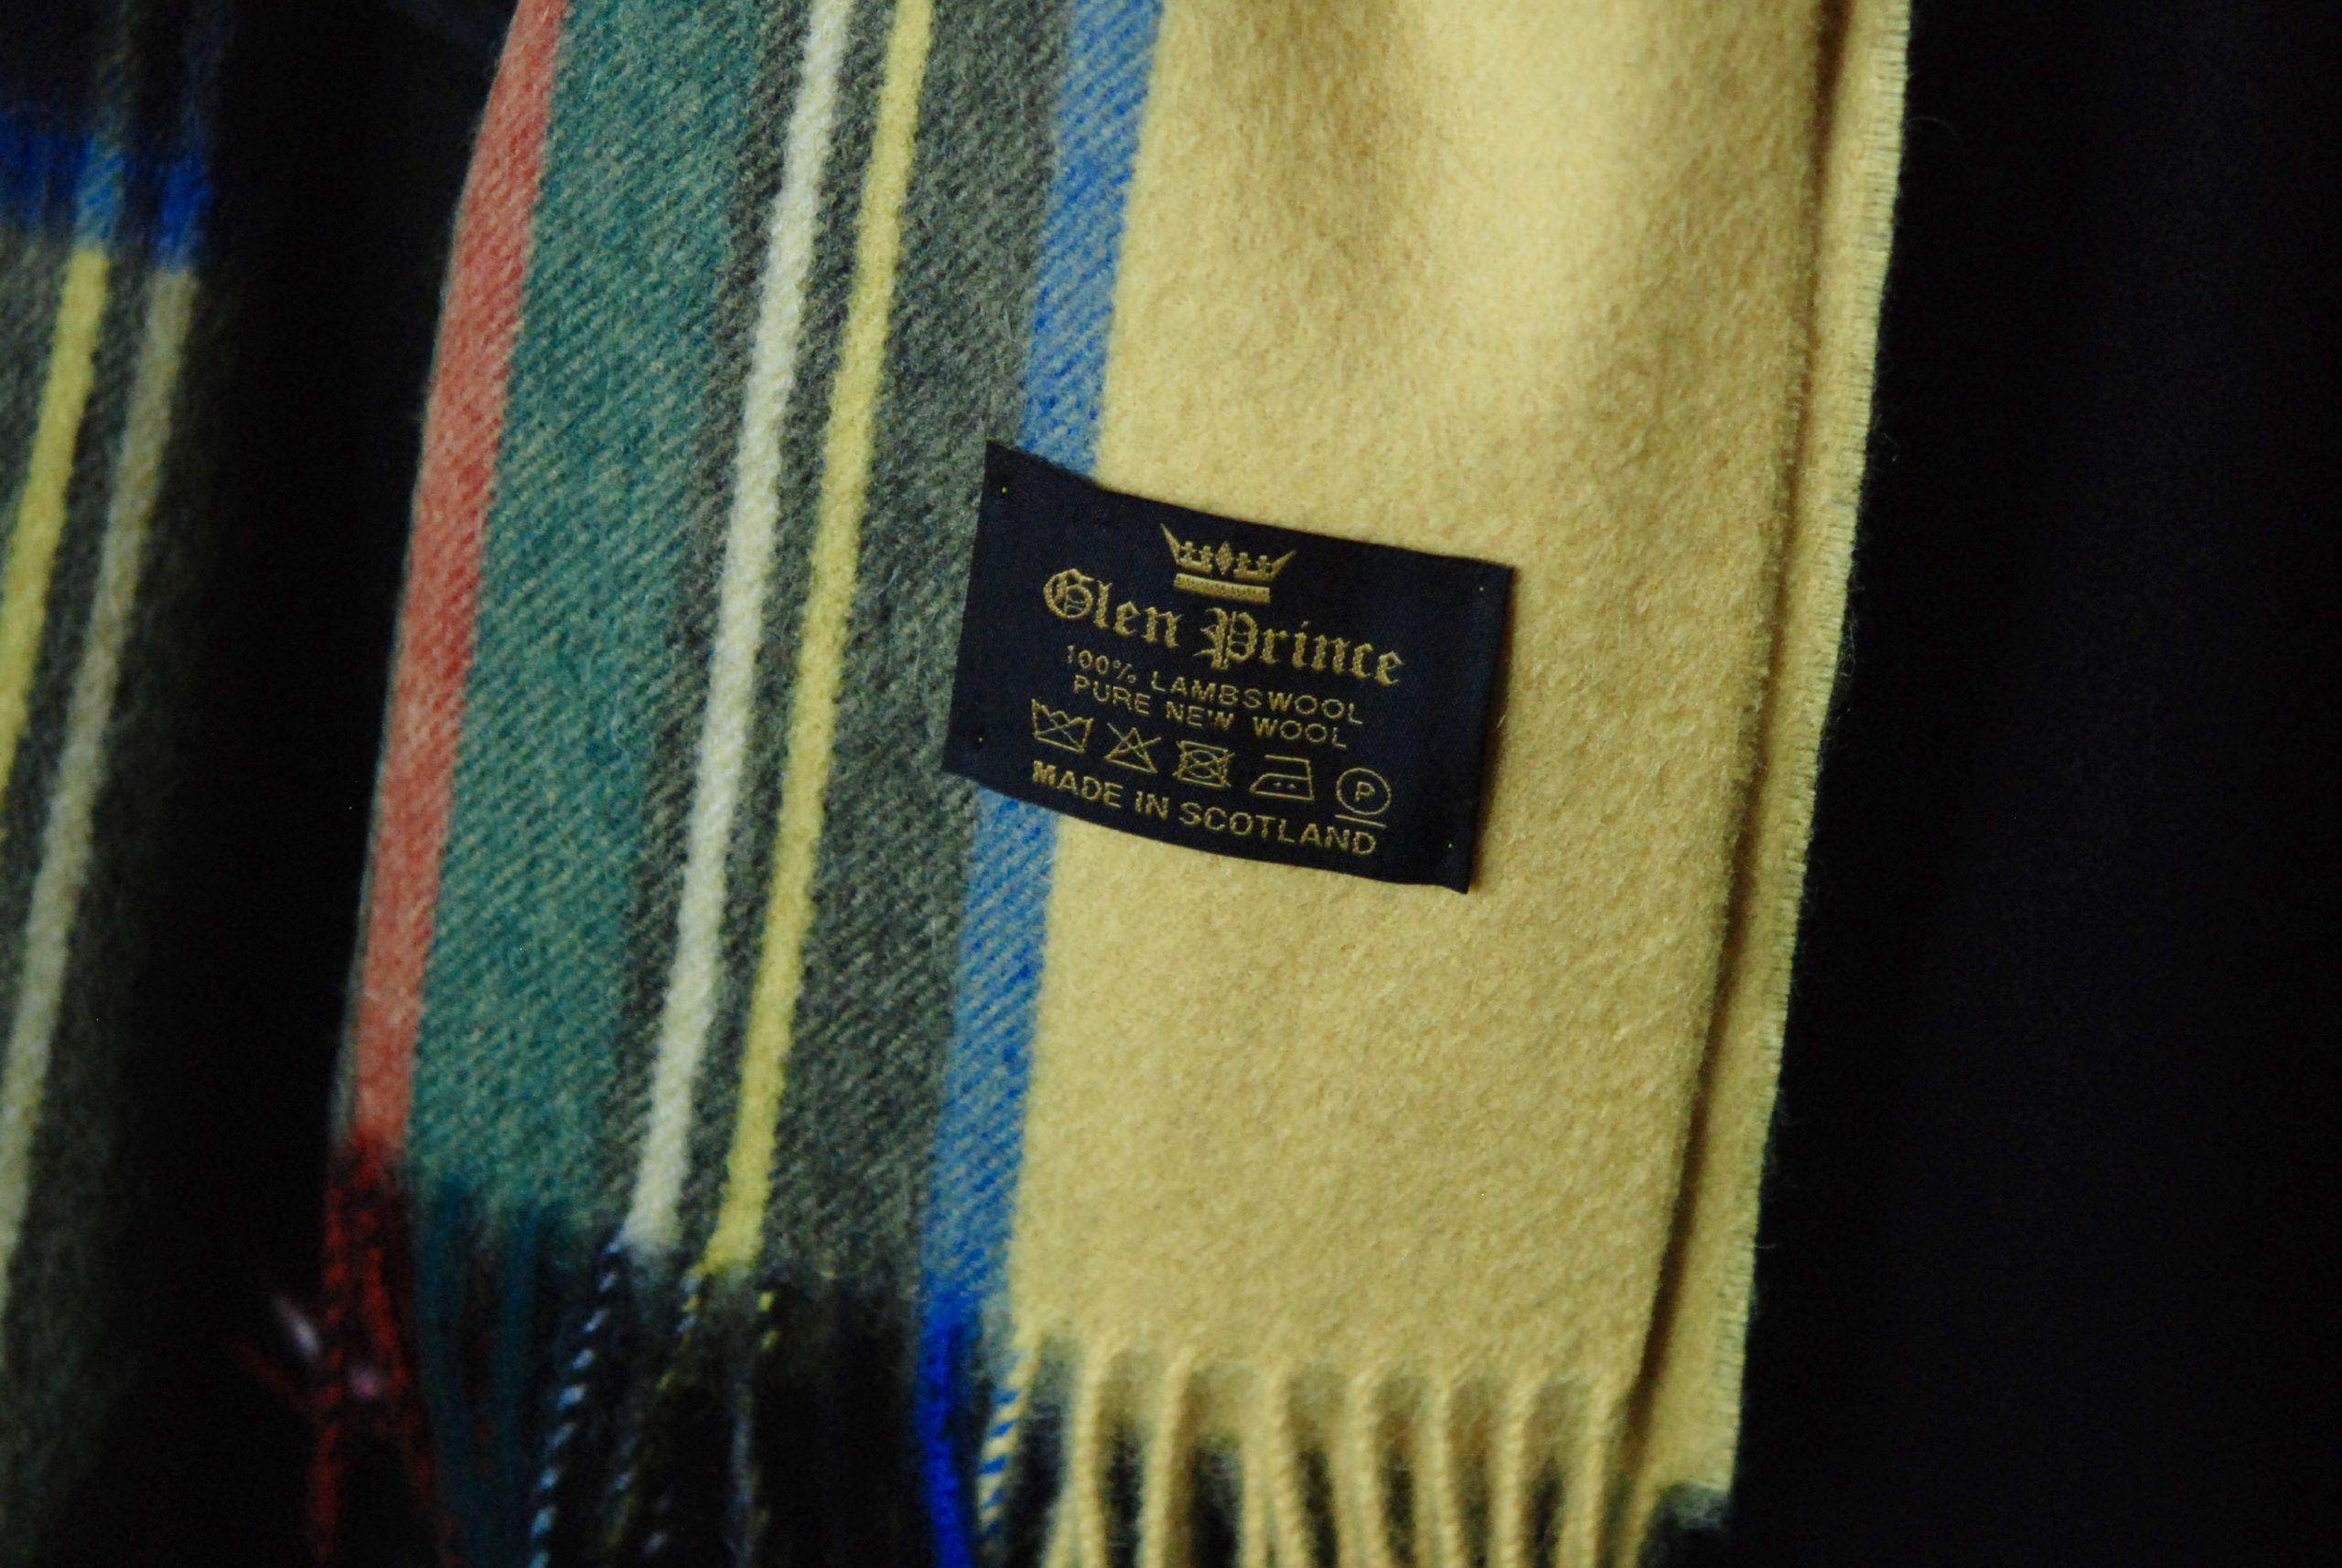 Glen Prince
100% LAMBSWOOL
PURE NEW WOOL
P
MADE IN SCOTLAND